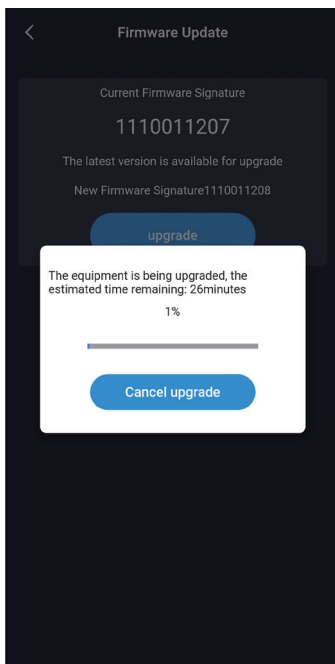 Firmware Update
Current Firmware Signature
1110011207
The latest version is available for upgrade
New Firmware Signature1110011208
upgrade
The equipment is being upgraded, the
estimated time remaining: 26minutes
1%
Cancel upgrade